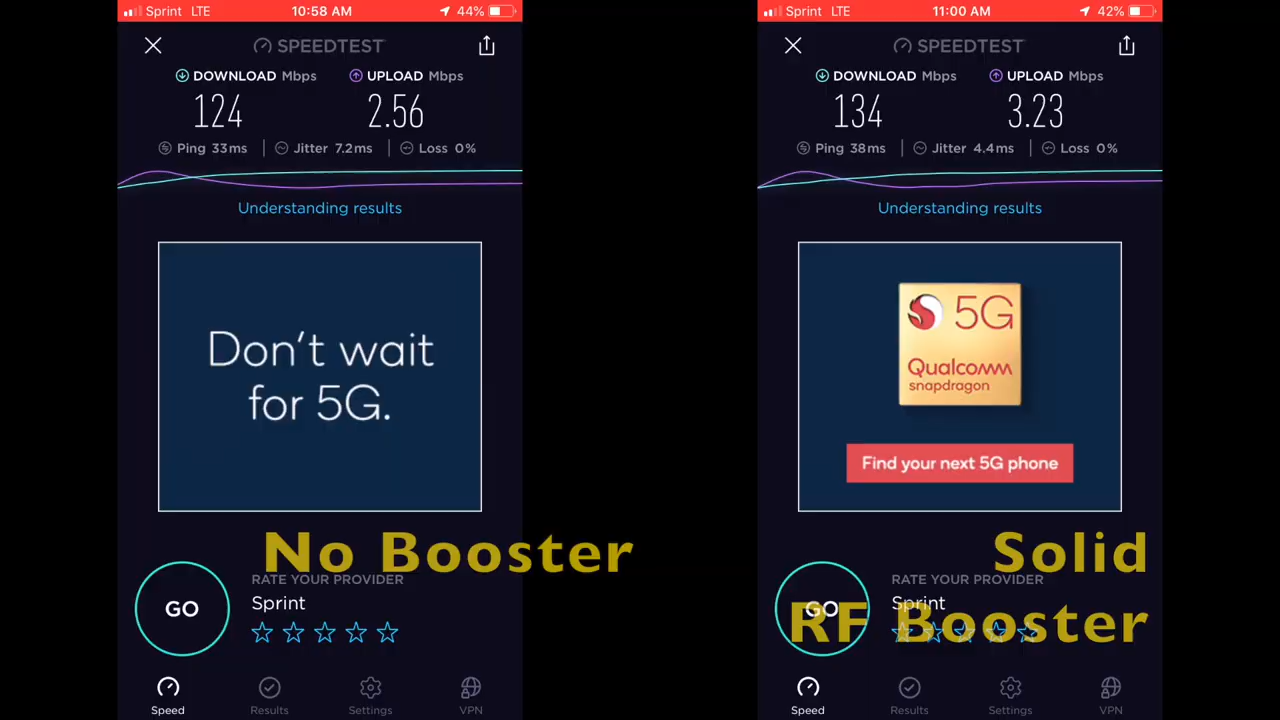 Sprint LTE 10:58 AM 44%
SPEEDTEST
DOWNLOAD Mbps UPLOAD Mbps
124 2.56
Ping 33ms Jitter 7.2ms Loss 0%
Understanding results
Don't wait
for 5G.
No Booster
RATE YOUR PROVIDER
GO Sprint
Speed Results Settings VPN
Sprint LTE 11:00 AM 42%
SPEEDTEST
DOWNLOAD Mbps UPLOAD Mbps
134 3.23
Ping 38ms Jitter 4.4ms Loss 0%
Understanding results
5G
Qualcomm
snapdragon
Find your next 5G phone
Solid
RATE YOUR PROVIDER
GO Sprint
RF Booster
Speed Results Settings VPN